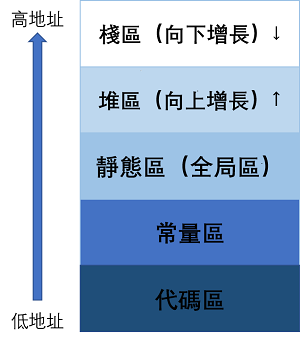 高地址
棧區（向下增長）↓
堆區（向上增長）↑
靜態區（全局區）
常量區
代碼區
低地址